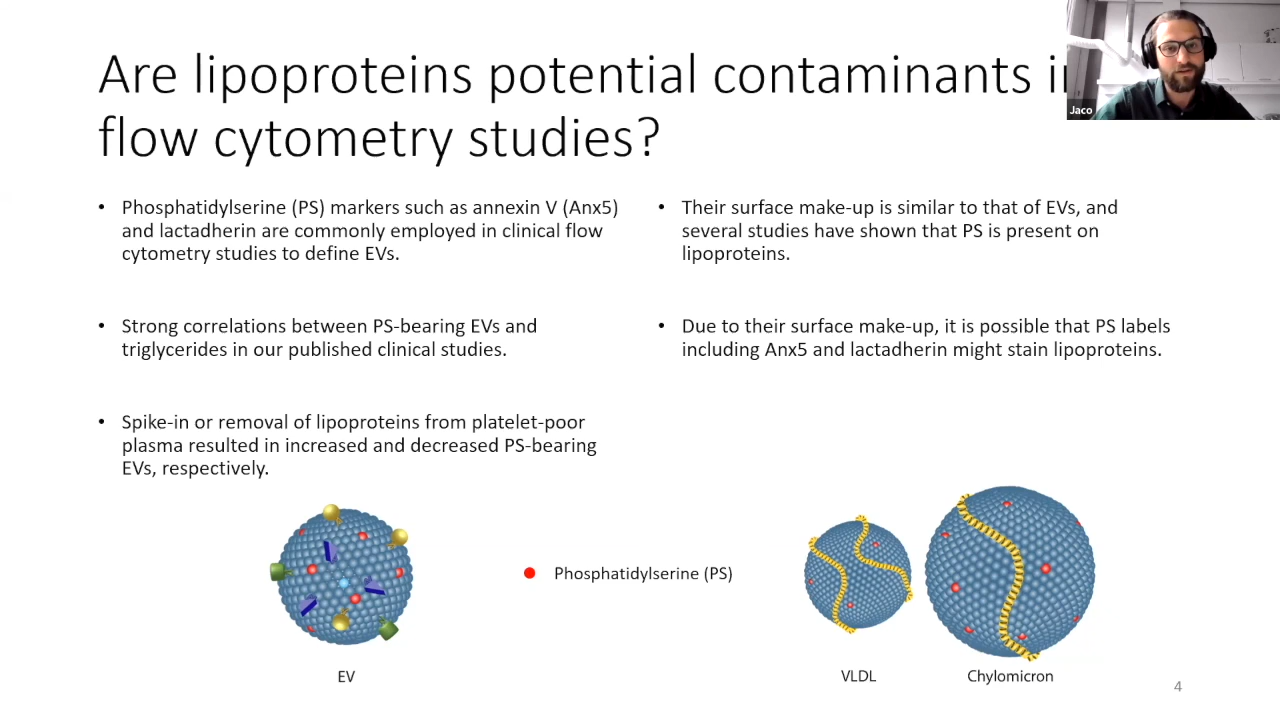 Are lipoproteins potential contaminants in
flow cytometry studies?
Jaco
• Phosphatidylserine (PS) markers such as annexin V (Anx5)
and lactadherin are commonly employed in clinical flow
cytometry studies to define EVs.
• Strong correlations between PS-bearing EVs and
triglycerides in our published clinical studies.
• Spike-in or removal of lipoproteins from platelet-poor
plasma resulted in increased and decreased PS-bearing
EVs, respectively.
• Their surface make-up is similar to that of EVs, and
several studies have shown that PS is present on
lipoproteins.
• Due to their surface make-up, it is possible that PS labels
including Anx5 and lactadherin might stain lipoproteins.
Phosphatidylserine (PS)
EV
VLDL
Chylomicron
4